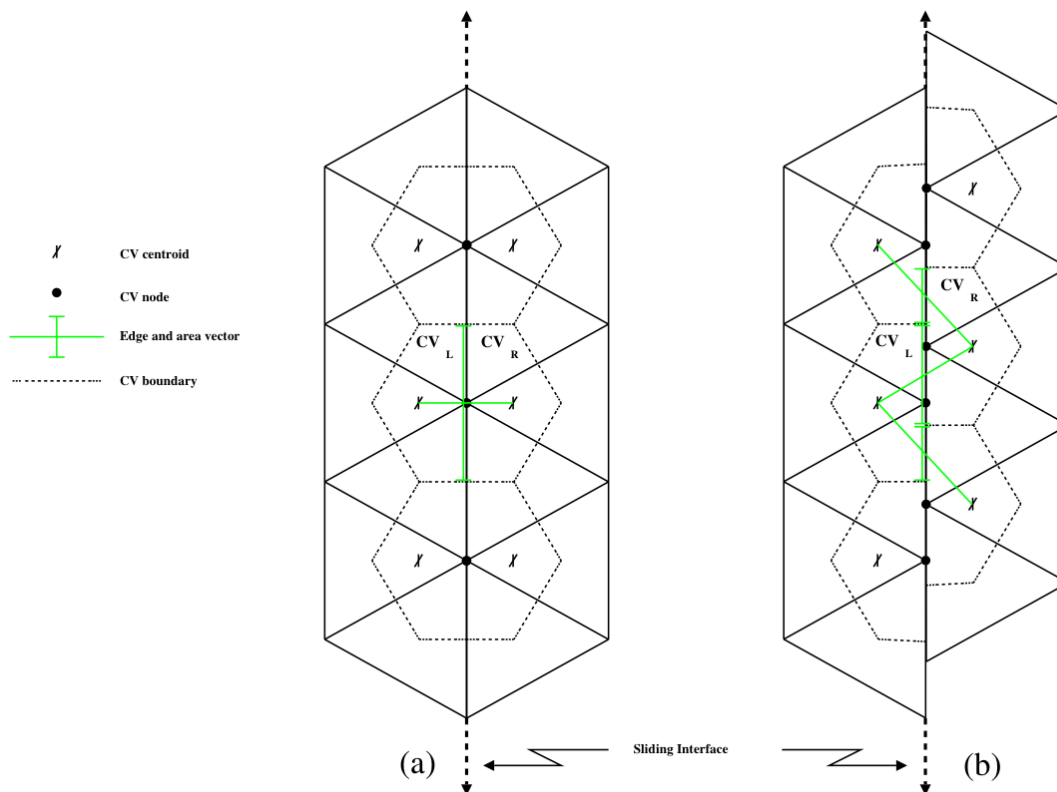 CV centroid
CV node
Edge and area vector
CV boundary
CV L
CV R
CV R
CV L
(a)
Sliding Interface
(b)